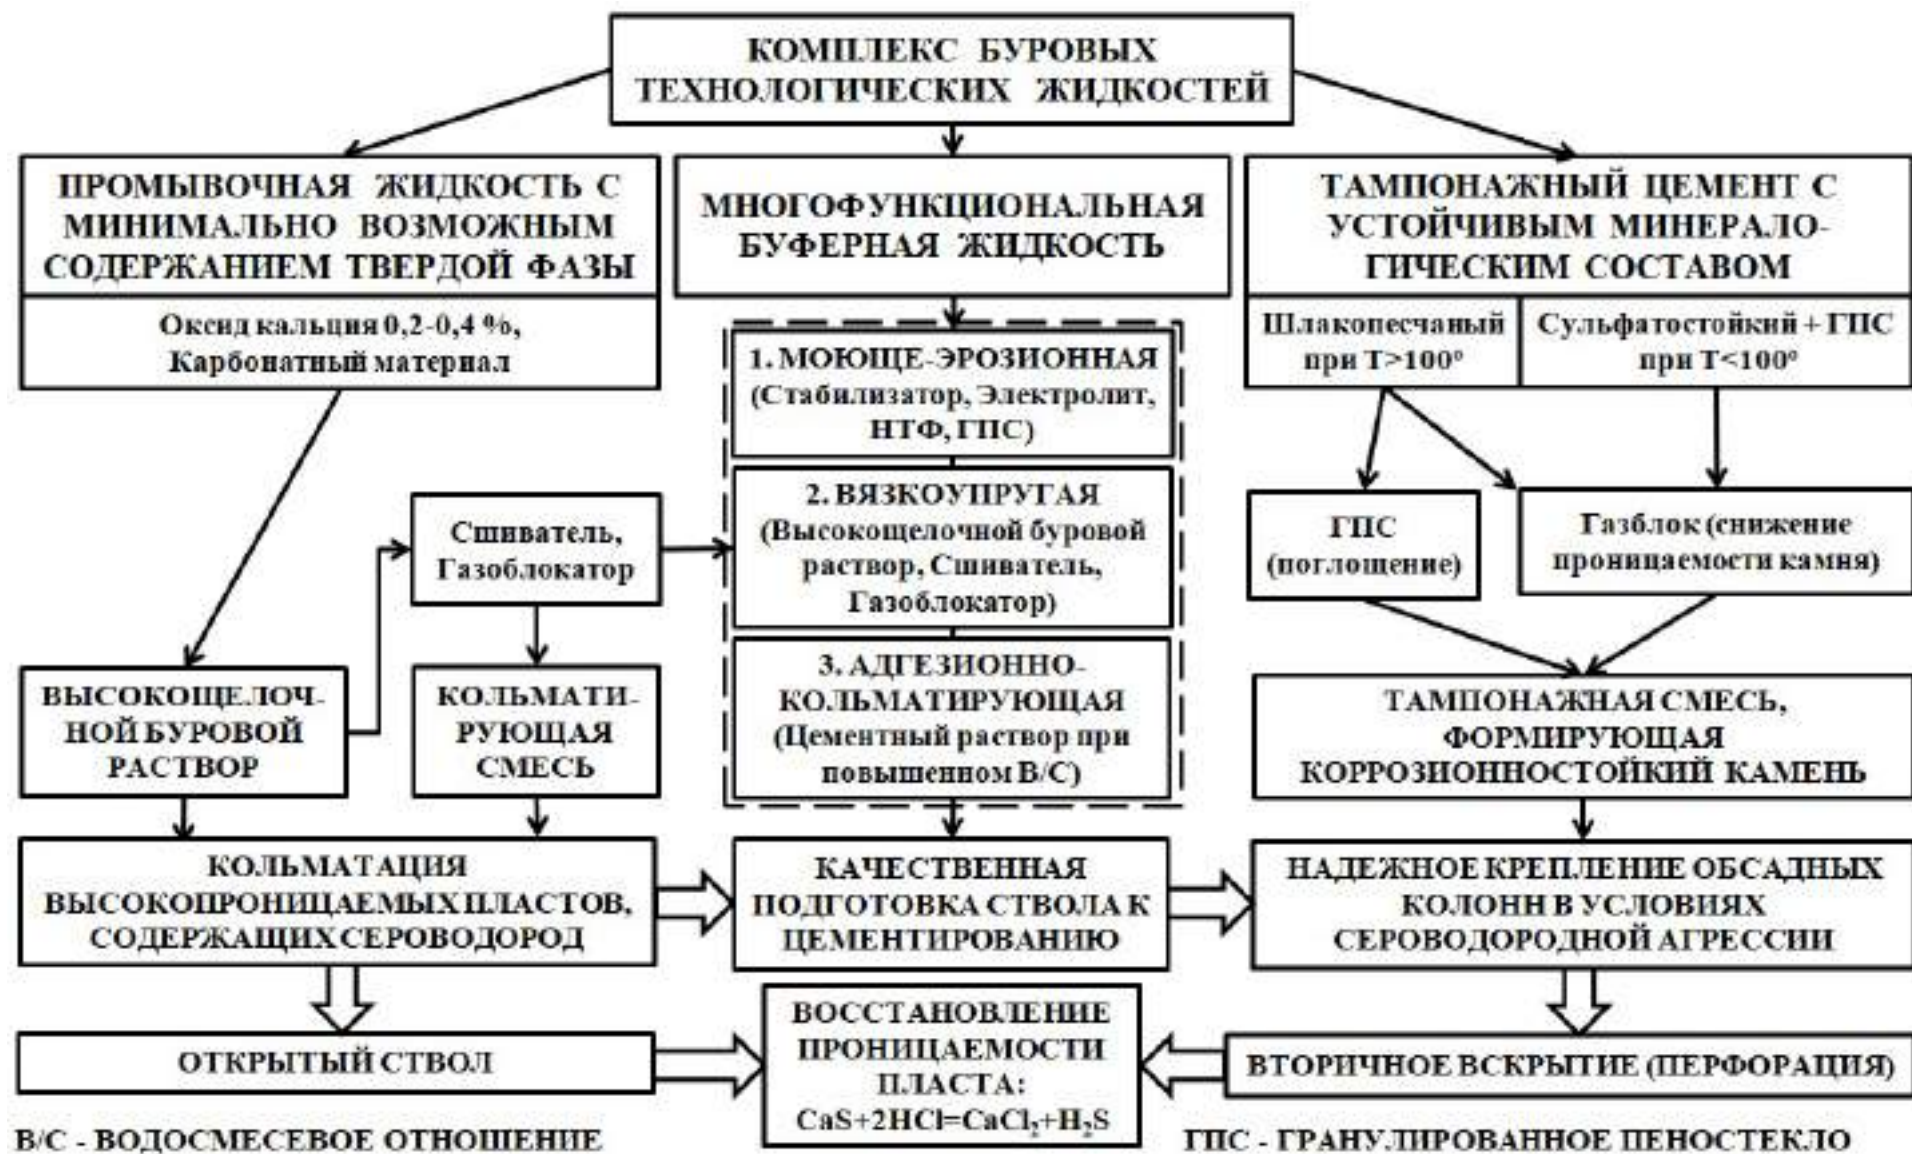 КОМПЛЕКС БУРОВЫХ
ТЕХНОЛОГИЧЕСКИХ ЖИДКОСТЕЙ
ПРОМЫВОЧНАЯ ЖИДКОСТЬ С
МИНИМАЛЬНО ВОЗМОЖНЫМ
СОДЕРЖАНИЕМ ТВЕРДОЙ ФАЗЫ
Оксид кальция 0,2-0,4 %,
Карбонатный материал
МНОГОФУНКЦИОНАЛЬНАЯ
БУФЕРНАЯ ЖИДКОСТЬ
ТАМПОНАЖНЫЙ ЦЕМЕНТ С
УСТОЙЧИВЫМ МИНЕРАЛО-
ГИЧЕСКИМ СОСТАВОМ
Шлакопесчаный
при Т>100°
Сульфатостойкий + ГПС
при Т<100°
1. МОЮЩЕ-ЭРОЗИОННАЯ
(Стабилизатор, Электролит,
НТФ, ГПС)
2. ВЯЗКОУПРУГАЯ
(Высокощелочной буровой
раствор, Сшиватель,
Газоблокатор)
3. АДГЕЗИОННО-
КОЛЬМАТИРУЮЩАЯ
(Цементный раствор при
повышенном В/С)
Сшиватель,
Газоблокатор
ГПС
(поглощение)
Газблок (снижение
проницаемости камня)
ВЫСОКОЩЕЛОЧ-
НОЙ БУРОВОЙ
РАСТВОР
КОЛЬМАТИ-
РУЮЩАЯ
СМЕСЬ
ТАМПОНАЖНАЯ СМЕСЬ,
ФОРМИРУЮЩАЯ
КОРРОЗИОННОСТОЙКИЙ КАМЕНЬ
КОЛЬМАТАЦИЯ
ВЫСОКОПРОНИЦАЕМЫХ ПЛАСТОВ,
СОДЕРЖАЩИХ СЕРОВОДОРОД
КАЧЕСТВЕННАЯ
ПОДГОТОВКА СТВОЛА К
ЦЕМЕНТИРОВАНИЮ
НАДЕЖНОЕ КРЕПЛЕНИЕ ОБСАДНЫХ
КОЛОНН В УСЛОВИЯХ
СЕРОВОДОРОДНОЙ АГРЕССИИ
ОТКРЫТЫЙ СТВОЛ
ВОССТАНОВЛЕНИЕ
ПРОНИЦАЕМОСТИ
ПЛАСТА:
CaS+2HCl=CaCl₂+H₂S
ВТОРИЧНОЕ ВСКРЫТИЕ (ПЕРФОРАЦИЯ)
В/С - ВОДОСМЕСЕВОЕ ОТНОШЕНИЕ
ГПС - ГРАНУЛИРОВАННОЕ ПЕНОСТЕКЛО